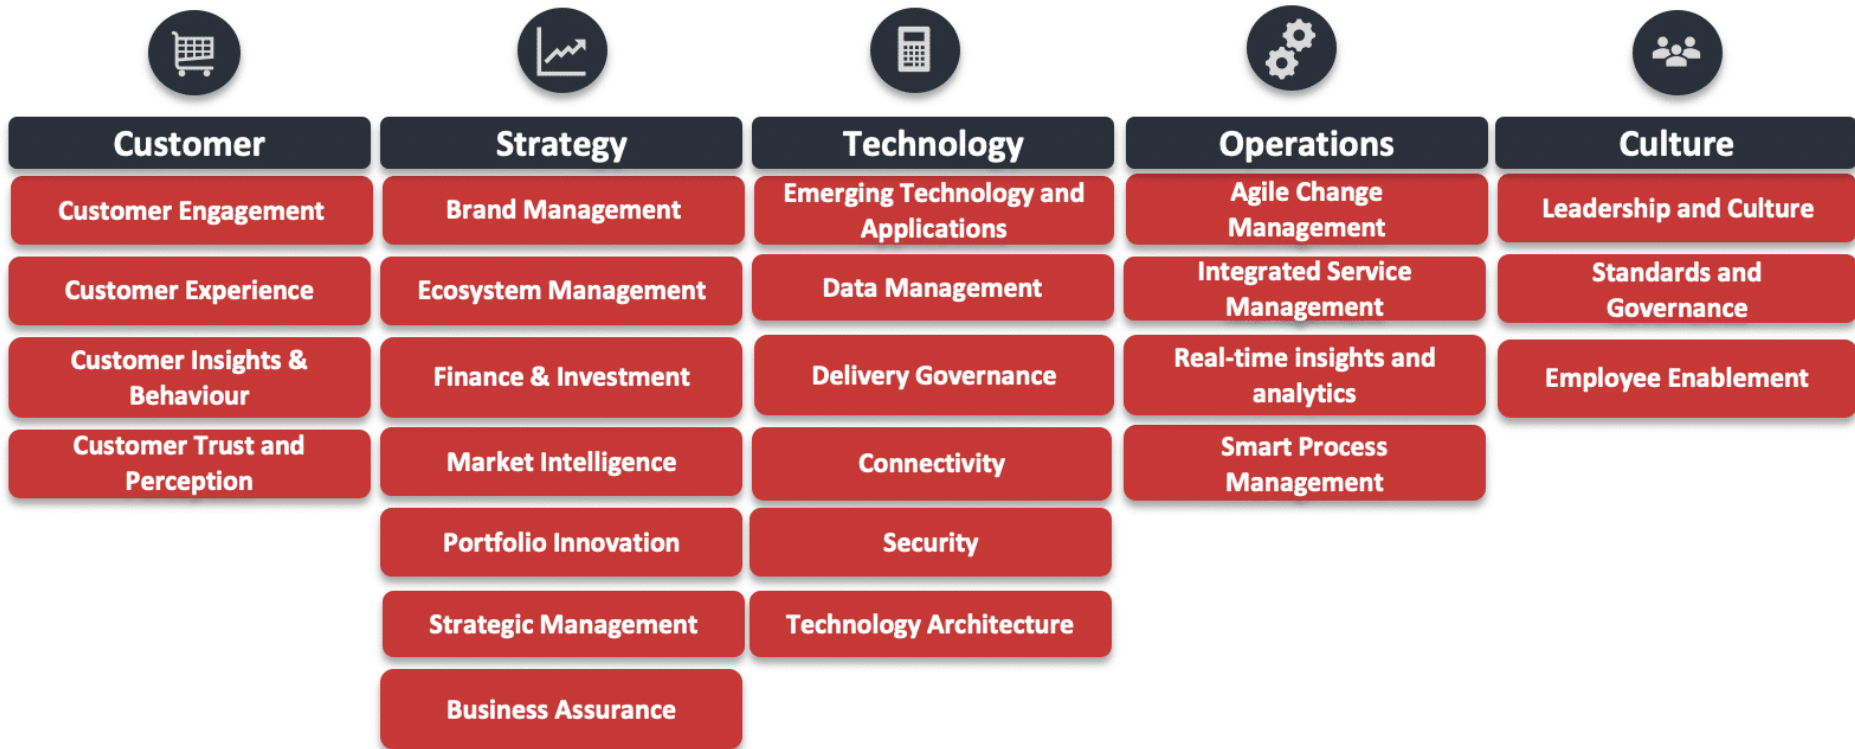 Customer
Customer Engagement
Customer Experience
Customer Insights &
Behaviour
Customer Trust and
Perception
Strategy
Brand Management
Ecosystem Management
Finance & Investment
Market Intelligence
Portfolio Innovation
Strategic Management
Business Assurance
Technology
Emerging Technology and
Applications
Data Management
Delivery Governance
Connectivity
Security
Technology Architecture
Operations
Agile Change
Management
Integrated Service
Management
Real-time insights and
analytics
Smart Process
Management
Culture
Leadership and Culture
Standards and
Governance
Employee Enablement